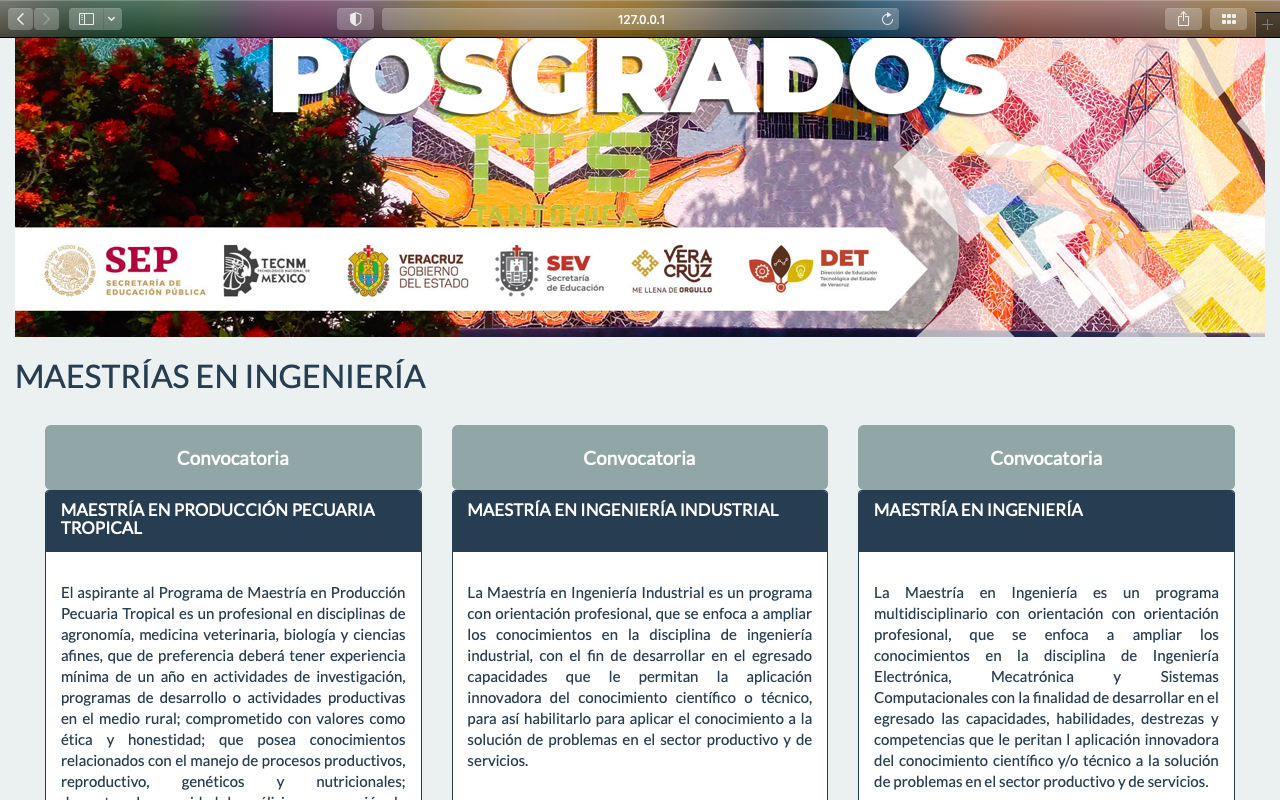 127.0.0.1
POSGRADOS
ITS
TANTOYUCA
SEP
SECRETARÍA DE
EDUCACIÓN PÚBLICA
TECNM
TECNOLÓGICO NACIONAL DE
MÉXICO
VERACRUZ
GOBIERNO
DEL ESTADO
SEV
Secretaría
de Educación
VERA
CRUZ
ME LLENA DE ORGULLO
DET
Dirección de Educación
Tecnológica del Estado
de Veracruz
MAESTRÍAS EN INGENIERÍA
Convocatoria
MAESTRÍA EN PRODUCCIÓN PECUARIA
TROPICAL
El aspirante al Programa de Maestría en Producción
Pecuaria Tropical es un profesional en disciplinas de
agronomía, medicina veterinaria, biología y ciencias
afines, que de preferencia deberá tener experiencia
mínima de un año en actividades de investigación,
programas de desarrollo o actividades productivas
en el medio rural; comprometido con valores como
ética y honestidad; que posea conocimientos
relacionados con el manejo de procesos productivos,
reproductivo, genéticos y nutricionales;
Convocatoria
MAESTRÍA EN INGENIERÍA INDUSTRIAL
La Maestría en Ingeniería Industrial es un programa
con orientación profesional, que se enfoca a ampliar
los conocimientos en la disciplina de ingeniería
industrial, con el fin de desarrollar en el egresado
capacidades que le permitan la aplicación
innovadora del conocimiento científico o técnico,
para así habilitarlo para aplicar el conocimiento a la
solución de problemas en el sector productivo y de
servicios.
Convocatoria
MAESTRÍA EN INGENIERÍA
La Maestría en Ingeniería es un programa
multidisciplinario con orientación con orientación
profesional, que se enfoca a ampliar los
conocimientos en la disciplina de Ingeniería
Electrónica, Mecatrónica y Sistemas
Computacionales con la finalidad de desarrollar en el
egresado las capacidades, habilidades, destrezas y
competencias que le peritan l aplicación innovadora
del conocimiento científico y/o técnico a la solución
de problemas en el sector productivo y de servicios.